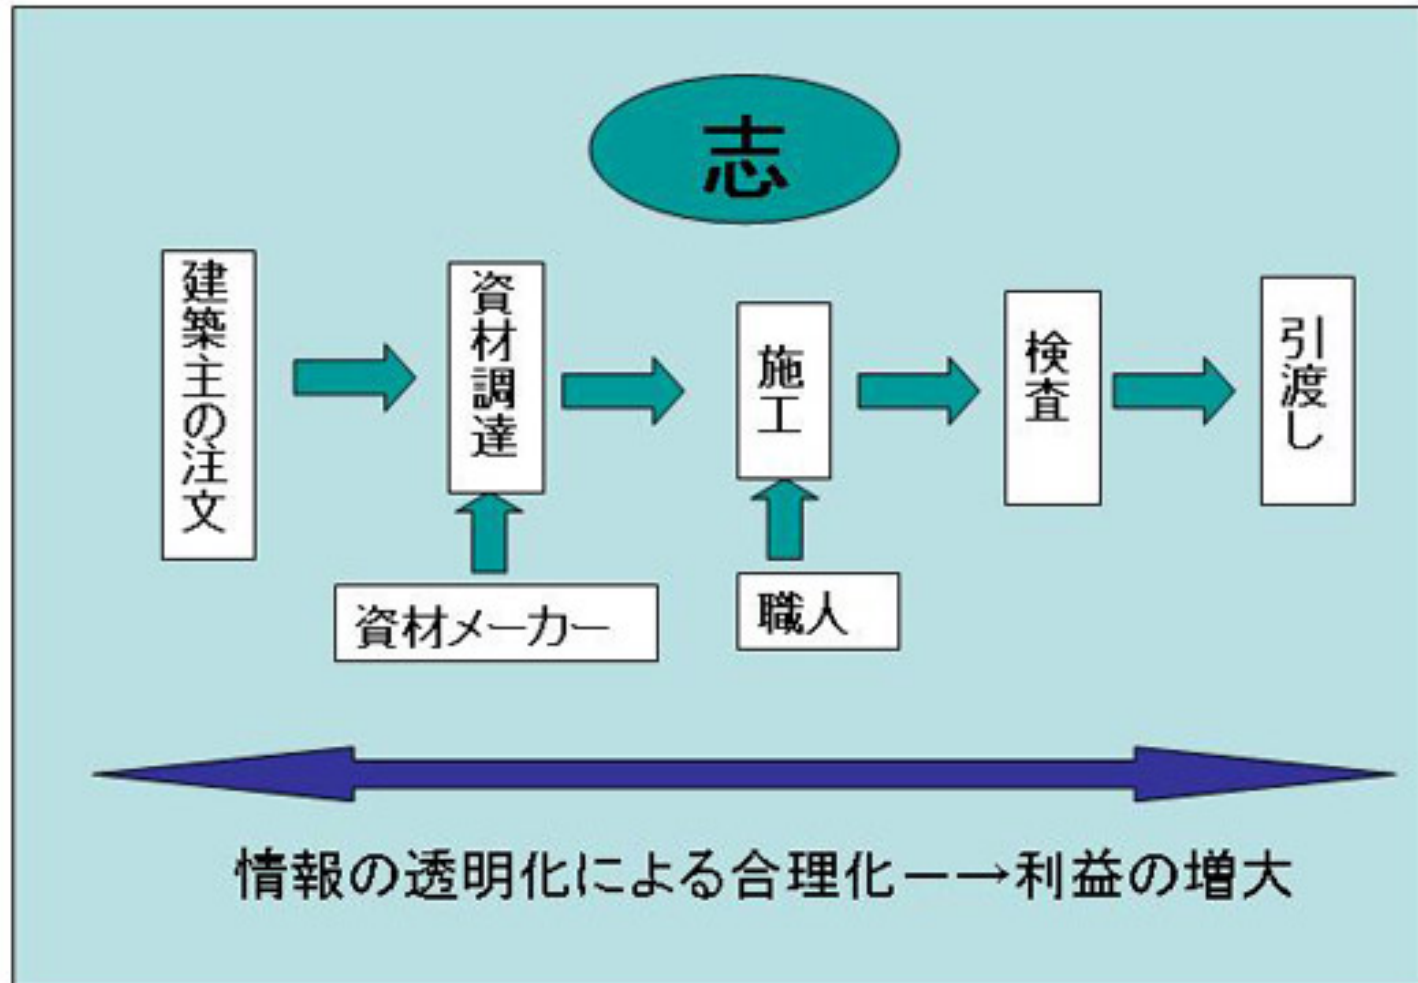 志
建築主の注文
資材調達
施工
検査
引渡し
資材メーカー
職人
情報の透明化による合理化ー→利益の増大